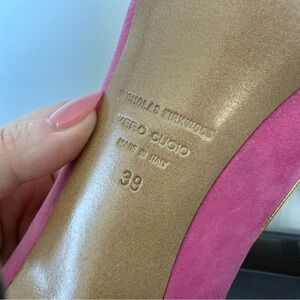 NICHOLAS KIRKWOOD
VERO CUOIO
MADE IN ITALY
39